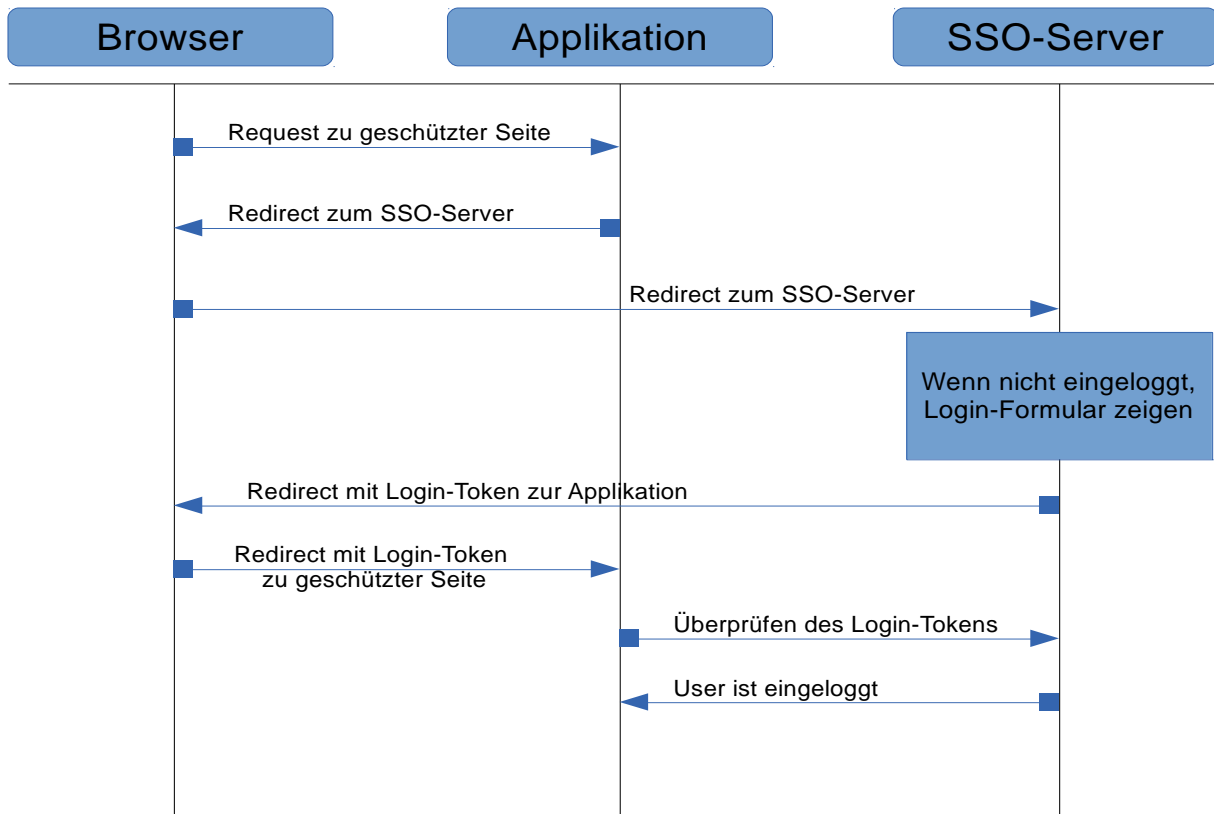 Browser
Applikation
SSO-Server
Request zu geschützter Seite
Redirect zum SSO-Server
Redirect zum SSO-Server
Wenn nicht eingeloggt,
Login-Formular zeigen
Redirect mit Login-Token zur Applikation
Redirect mit Login-Token
zu geschützter Seite
Überprüfen des Login-Tokens
User ist eingeloggt